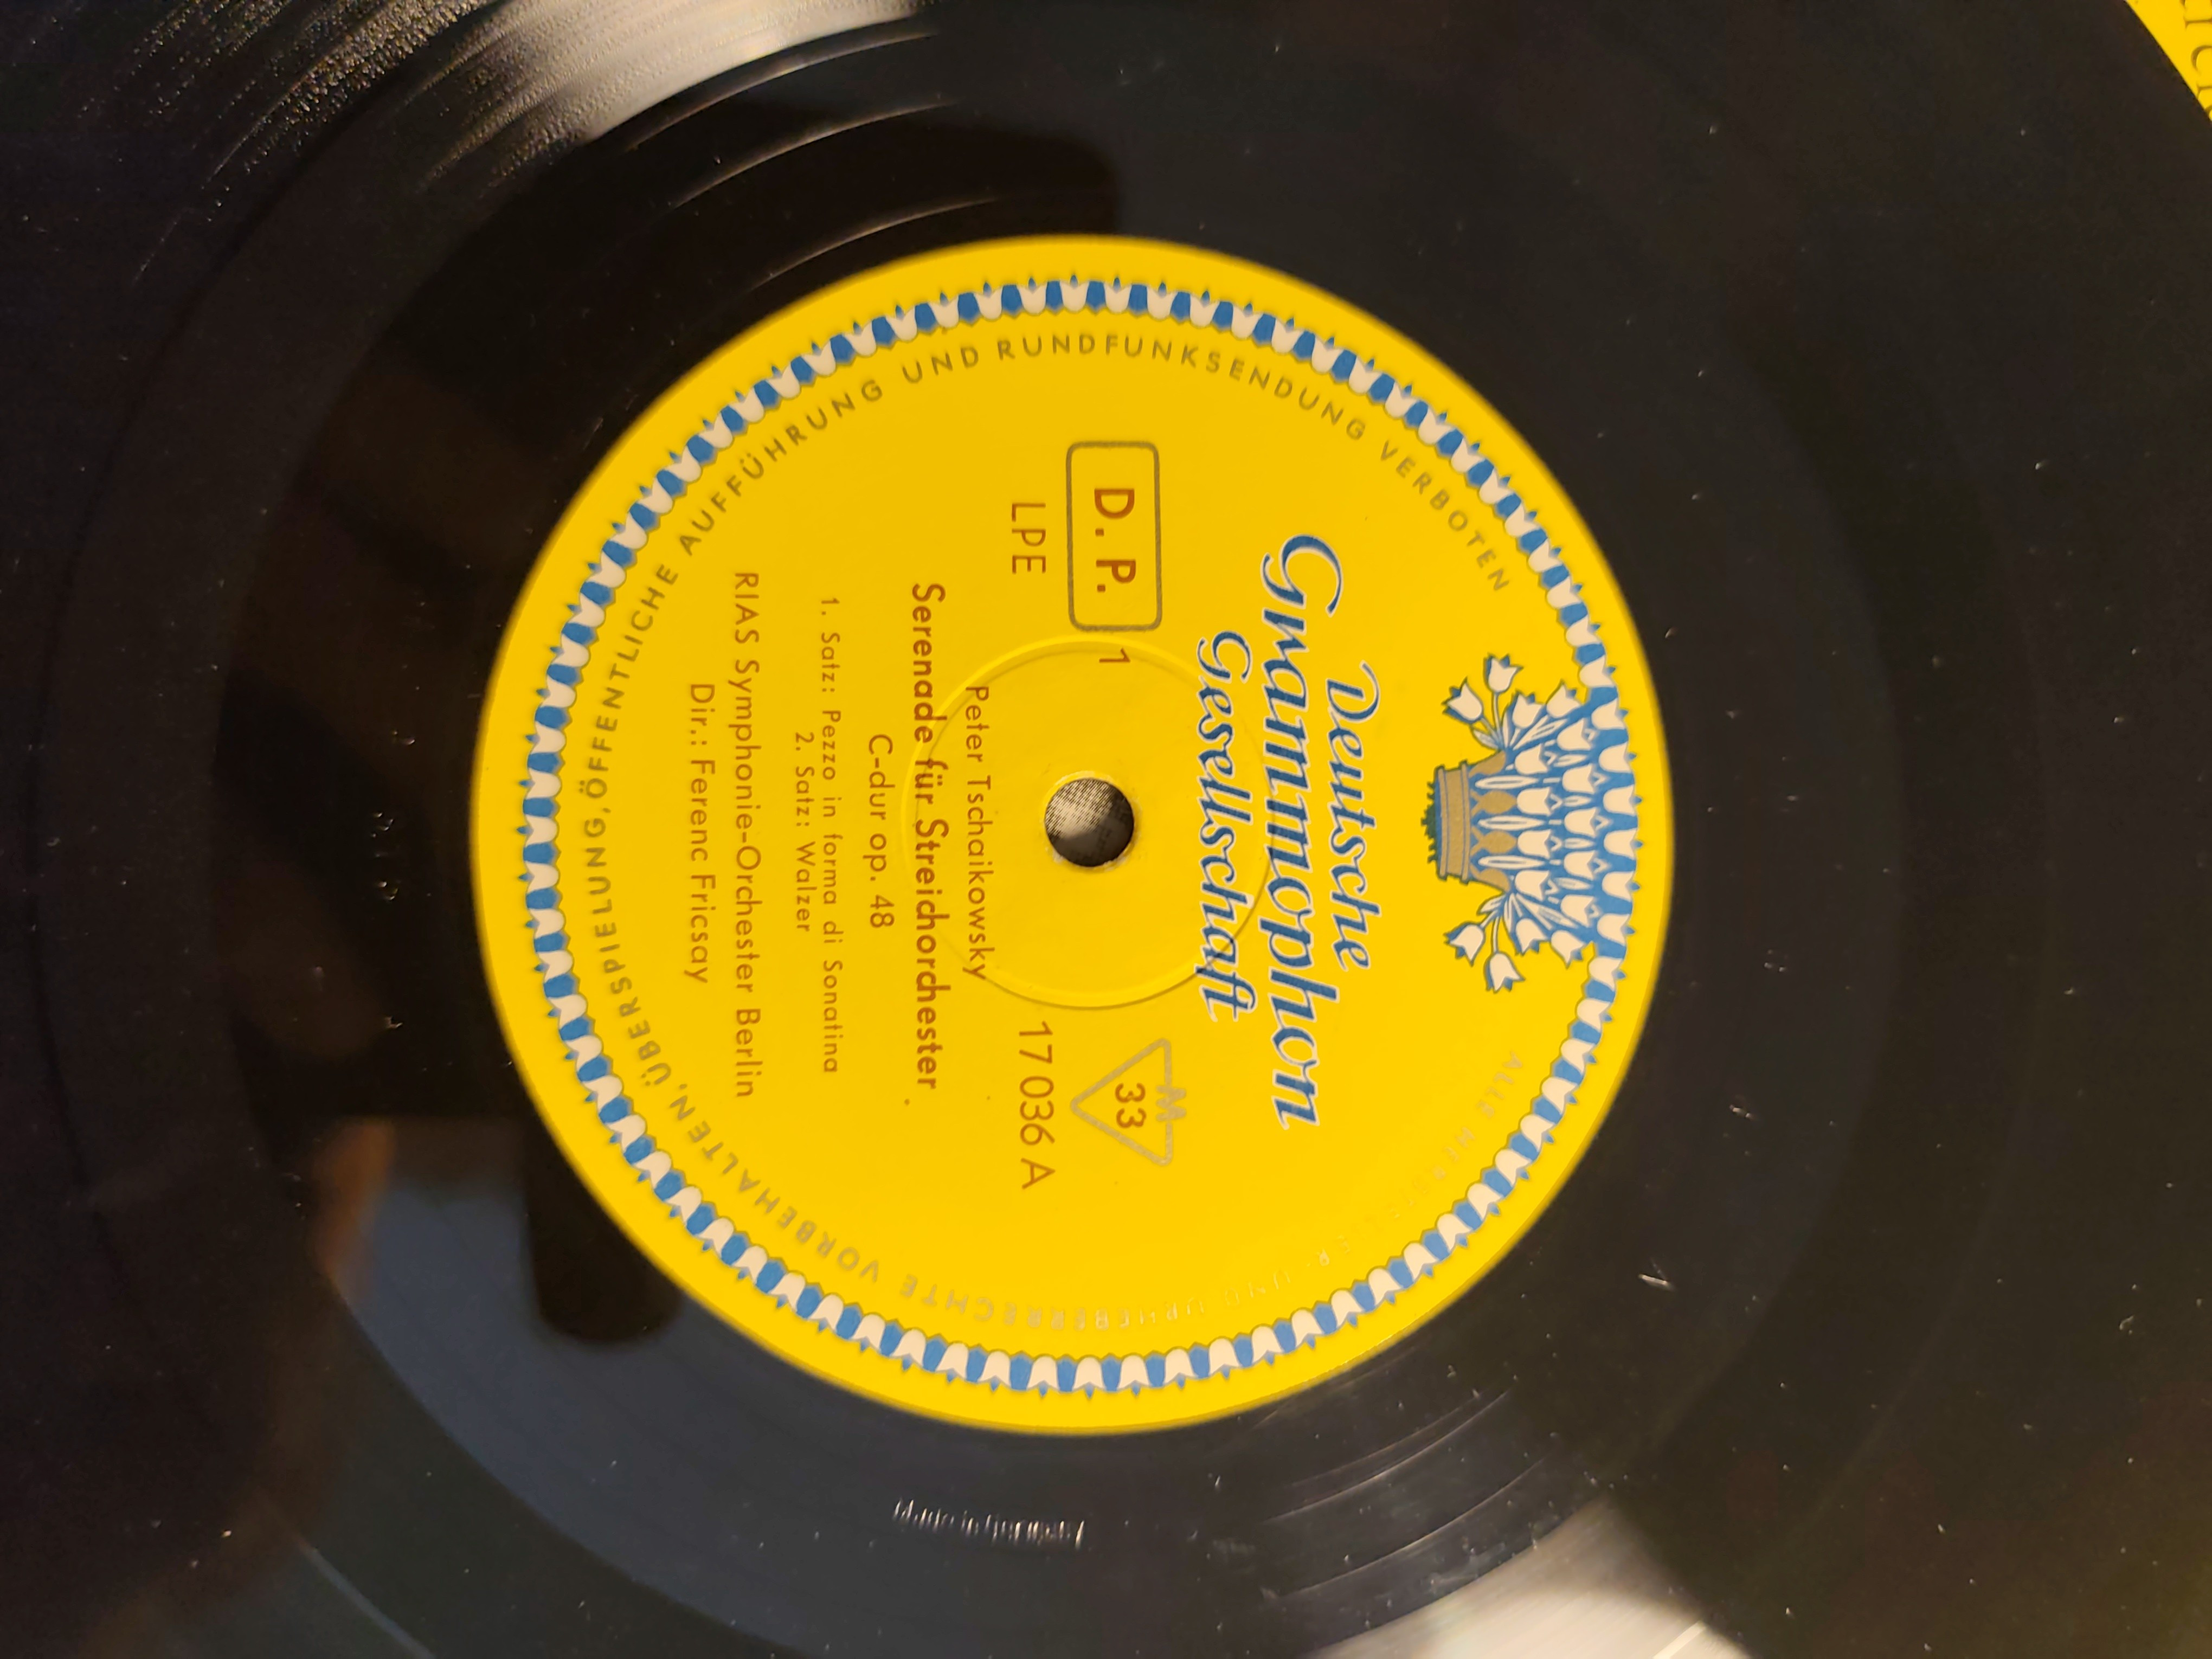 Deutsche
Grammophon
Gesellschaft
D. P.
1
33
LPE
17 036 A
Peter Tschaikowsky
Serenade für Streichorchester
C-dur op. 48
1. Satz: Pezzo in forma di Sonatina
2. Satz: Walzer
RIAS Symphonie-Orchester Berlin
Dir.: Ferenc Fricsay
ALLE HERSTELLER- UND URHEBERRECHTE VORBEHALTEN, ÜBERSPIELUNG, ÖFFENTLICHE AUFFÜHRUNG UND RUNDFUNKSENDUNG VERBOTEN